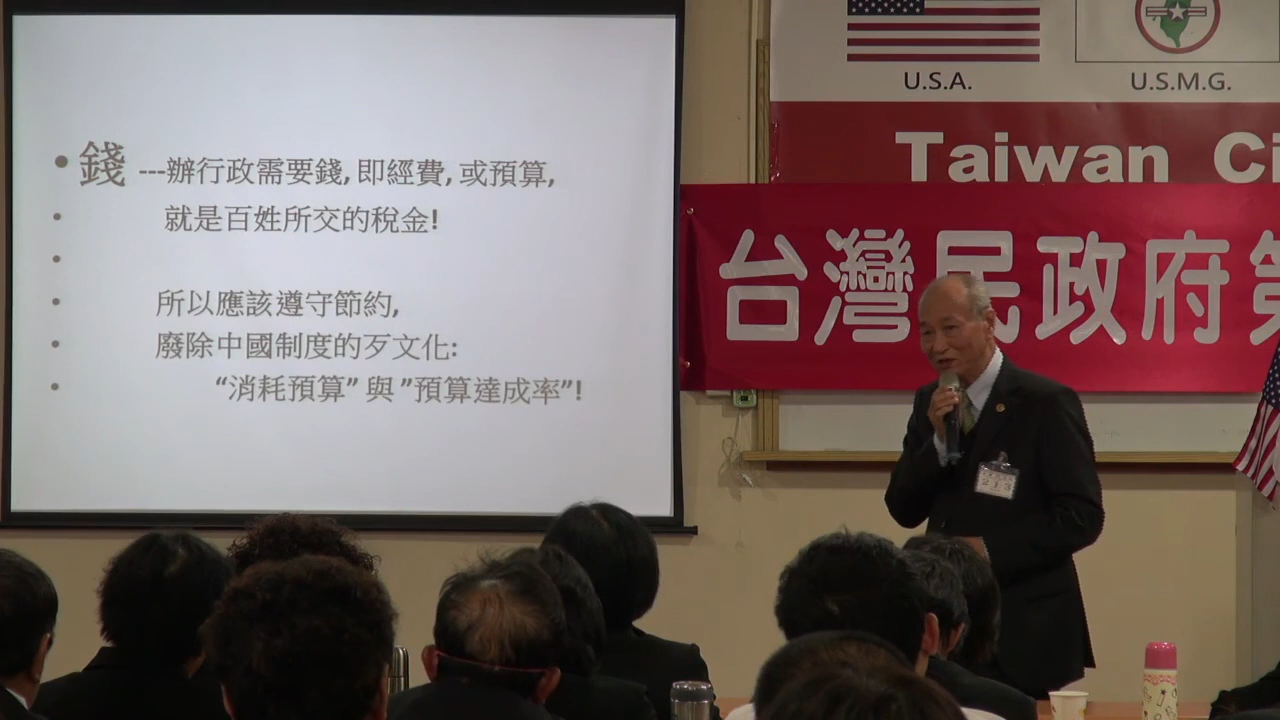 • 錢 ---辦行政需要錢, 即經費, 或預算,
• 就是百姓所交的稅金!
•
• 所以應該遵守節約,
• 廢除中國制度的歹文化:
• “消耗預算” 與 ”預算達成率”!
U.S.A.
U.S.M.G.
Taiwan Ci
台灣民政府第